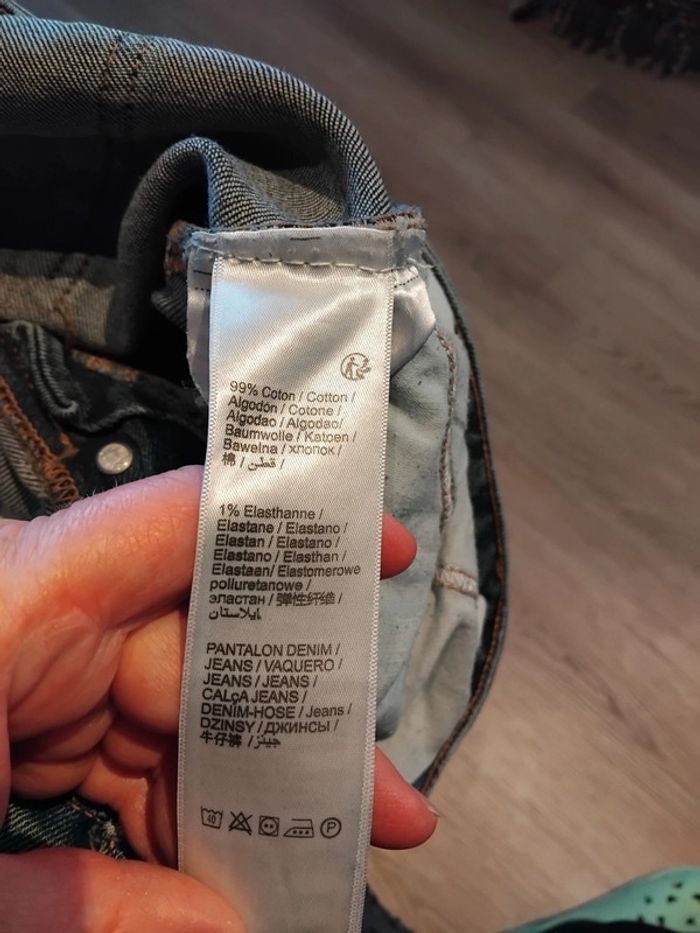 99% Coton / Cotton /
Algodón / Cotone /
Algodao / Algodao/
Baumwolle / Katoen /
Bawelna / хлопок /
棉 / قطن /
1% Elasthanne /
Elastane / Elastano /
Elastan / Elastano /
Elastano / Elasthan /
Elastaan/ Elastomerowe
poliuretanowe /
эластан / 弹性纤维 /
إيلاستان
PANTALON DENIM /
JEANS / VAQUERO /
JEANS / JEANS /
CALÇA JEANS /
DENIM-HOSE / Jeans /
DZINSY / ДЖИНСЫ /
牛仔裤 / جينز /
40 P